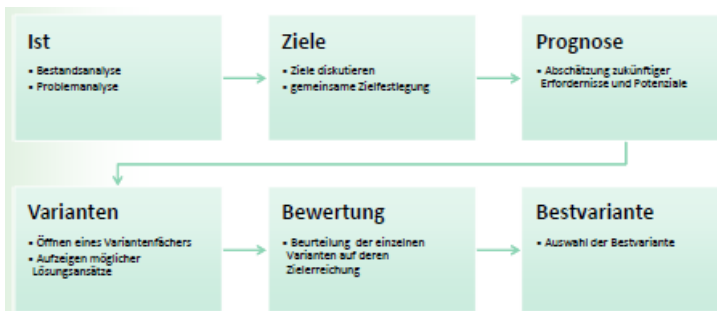 Ist
▪ Bestandsanalyse
▪ Problemanalyse
Ziele
▪ Ziele diskutieren
▪ gemeinsame Zielfestlegung
Prognose
▪ Abschätzung zukünftiger
Erfordernisse und Potenziale
Varianten
▪ Öffnen eines Variantenfächers
▪ Aufzeigen möglicher
Lösungsansätze
Bewertung
▪ Beurteilung der einzelnen
Varianten auf deren
Zielerreichung
Bestvariante
▪ Auswahl der Bestvariante